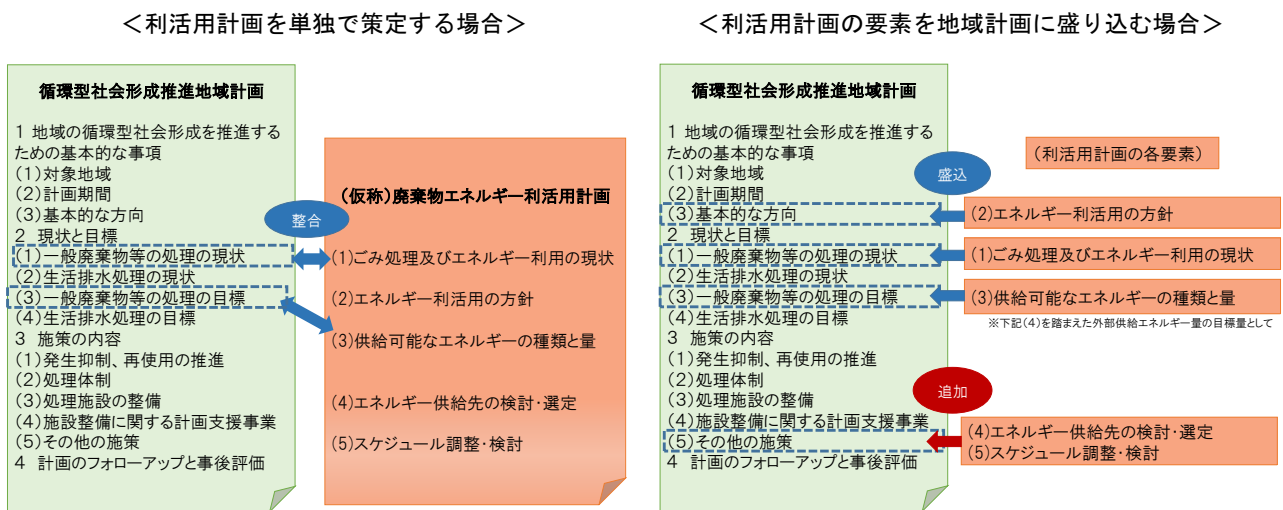 ＜利活用計画を単独で策定する場合＞
循環型社会形成推進地域計画
1 地域の循環型社会形成を推進する
ための基本的な事項
(1)対象地域
(2)計画期間
(3)基本的な方向
2 現状と目標
(1)一般廃棄物等の処理の現状
(2)生活排水処理の現状
(3)一般廃棄物等の処理の目標
(4)生活排水処理の目標
3 施策の内容
(1)発生抑制、再使用の推進
(2)処理体制
(3)処理施設の整備
(4)施設整備に関する計画支援事業
(5)その他の施策
4 計画のフォローアップと事後評価
整合
(仮称)廃棄物エネルギー利活用計画
(1)ごみ処理及びエネルギー利用の現状
(2)エネルギー利活用の方針
(3)供給可能なエネルギーの種類と量
(4)エネルギー供給先の検討・選定
(5)スケジュール調整・検討
＜利活用計画の要素を地域計画に盛り込む場合＞
循環型社会形成推進地域計画
1 地域の循環型社会形成を推進する
ための基本的な事項
(1)対象地域
(2)計画期間
(3)基本的な方向
2 現状と目標
(1)一般廃棄物等の処理の現状
(2)生活排水処理の現状
(3)一般廃棄物等の処理の目標
(4)生活排水処理の目標
3 施策の内容
(1)発生抑制、再使用の推進
(2)処理体制
(3)処理施設の整備
(4)施設整備に関する計画支援事業
(5)その他の施策
4 計画のフォローアップと事後評価
盛込
(利活用計画の各要素)
(2)エネルギー利活用の方針
(1)ごみ処理及びエネルギー利用の現状
(3)供給可能なエネルギーの種類と量
※下記(4)を踏まえた外部供給エネルギー量の目標量として
追加
(4)エネルギー供給先の検討・選定
(5)スケジュール調整・検討